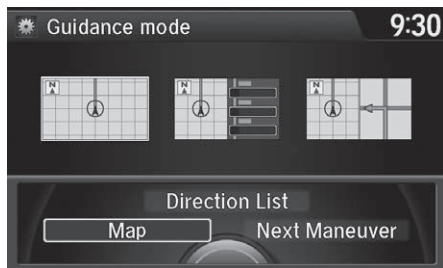 Guidance mode
9:30
N
N
N
Direction List
Map
Next Maneuver